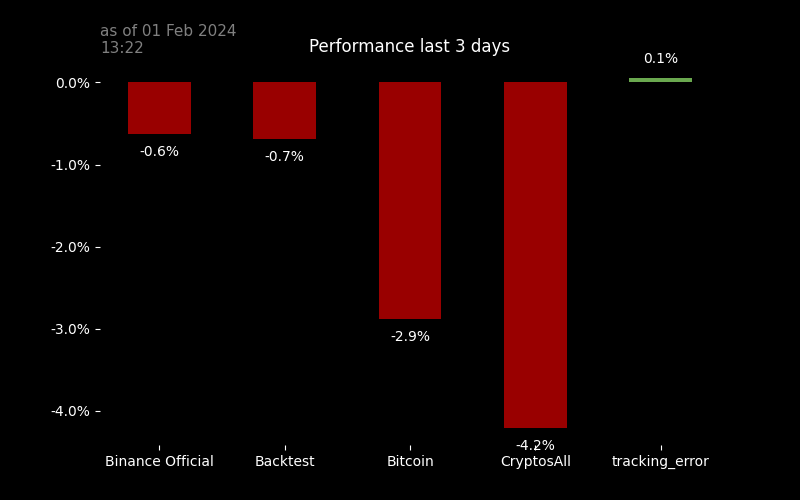 as of 01 Feb 2024
13:22
Performance last 3 days
0.1%
0.0%
-0.6%
-0.7%
-1.0%
-2.0%
-3.0%
-2.9%
-4.0%
-4.2%
Binance Official
Backtest
Bitcoin
CryptosAll
tracking_error